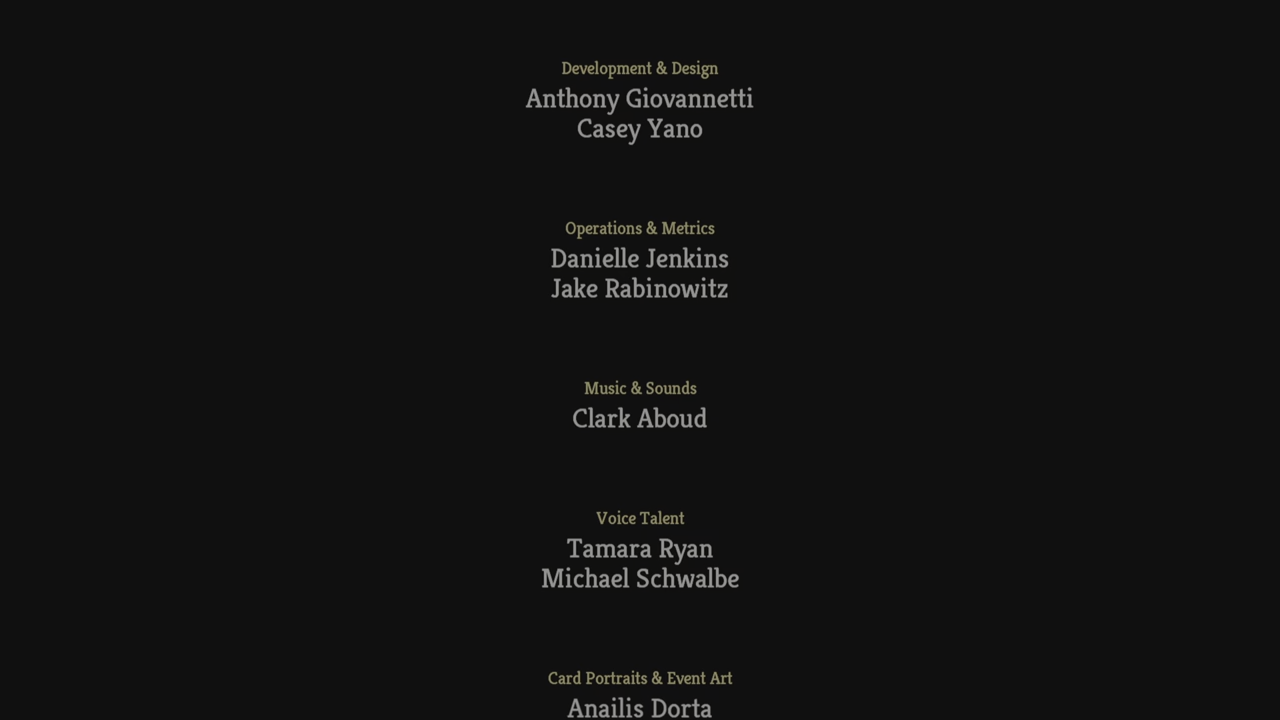 Development & Design
Anthony Giovannetti
Casey Yano
Operations & Metrics
Danielle Jenkins
Jake Rabinowitz
Music & Sounds
Clark Aboud
Voice Talent
Tamara Ryan
Michael Schwalbe
Card Portraits & Event Art
Anailis Dorta